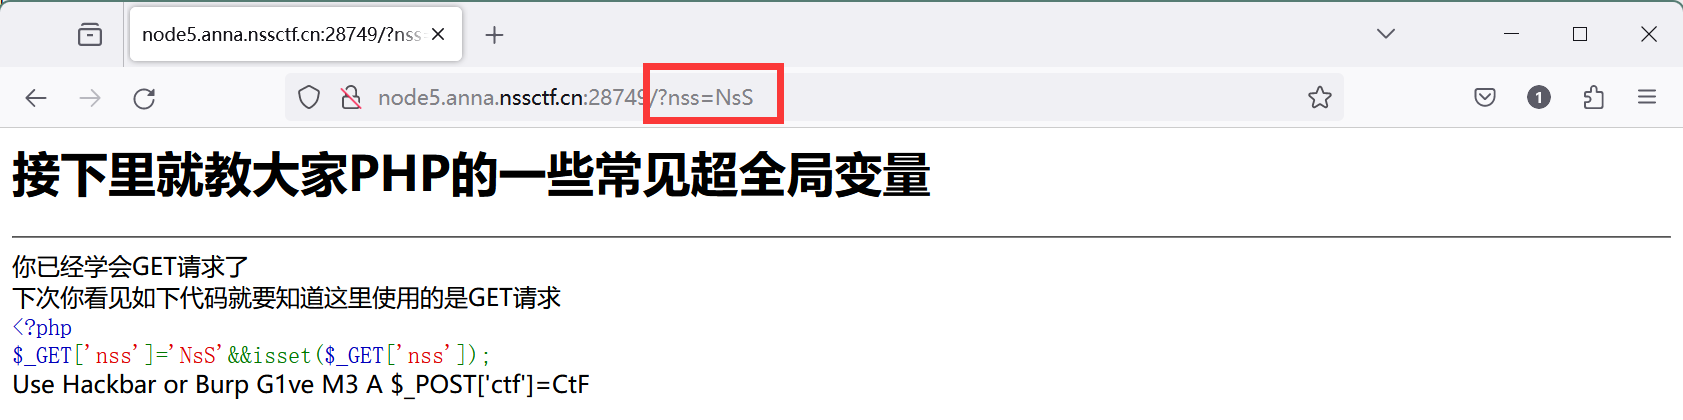 node5.anna.nssctf.cn:28749/?nss=
node5.anna.nssctf.cn:28749/?nss=NsS
1
接下里就教大家PHP的一些常见超全局变量
你已经学会GET请求了
下次你看见如下代码就要知道这里使用的是GET请求
<?php
$_GET['nss']='NsS'&&isset($_GET['nss']);
Use Hackbar or Burp G1ve M3 A $_POST['ctf']=CtF